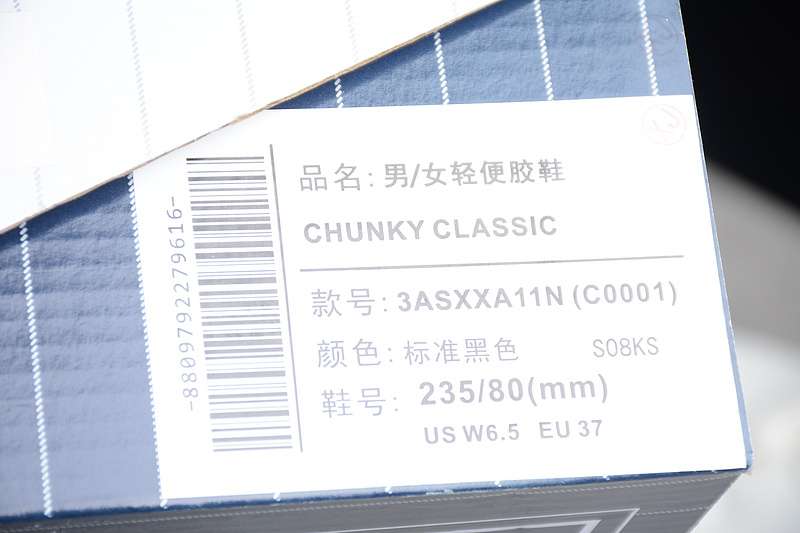 品名: 男/女轻便胶鞋
CHUNKY CLASSIC
款号: 3ASXXA11N (C0001)
颜色: 标准黑色 S08KS
鞋号: 235/80(mm)
US W6.5 EU 37
-8809792279616-